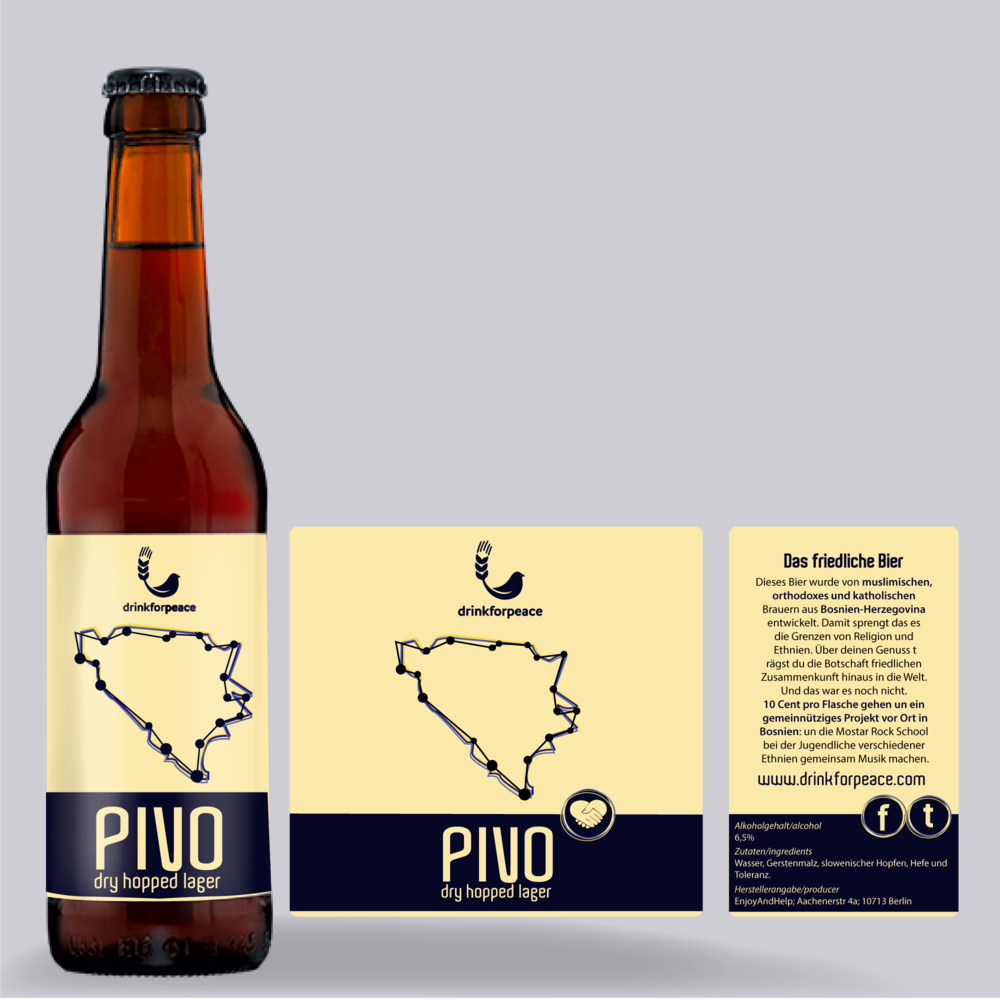 drinkforpeace
PIVO
dry hopped lager
drinkforpeace
PIVO
dry hopped lager
Das friedliche Bier
Dieses Bier wurde von muslimischen,
orthodoxes und katholischen
Brauern aus Bosnien-Herzegovina
entwickelt. Damit sprengt das es
die Grenzen von Religion und
Ethnien. Über deinen Genuss t
rägst du die Botschaft friedlichen
Zusammenkunft hinaus in die Welt.
Und das war es noch nicht.
10 Cent pro Flasche gehen un ein
gemeinnütziges Projekt vor Ort in
Bosnien: un die Mostar Rock School
bei der Jugendliche verschiedener
Ethnien gemeinsam Musik machen.
www.drinkforpeace.com
f t
Alkoholgehalt/alcohol
6,5%
Zutaten/ingredients
Wasser, Gerstenmalz, slowenischer Hopfen, Hefe und
Toleranz.
Herstellerangabe/producer
EnjoyAndHelp; Aachenerstr 4a; 10713 Berlin